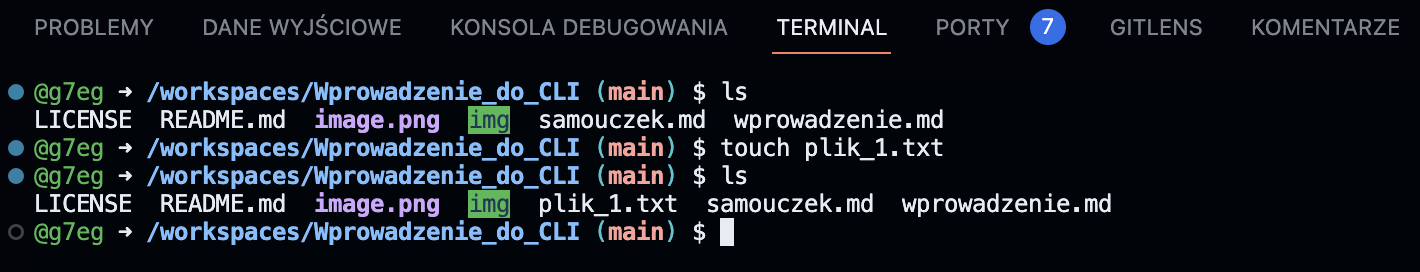 PROBLEMY DANE WYJŚCIOWE KONSOLA DEBUGOWANIA TERMINAL PORTY 7 GITLENS KOMENTARZE
@g7eg ➜ /workspaces/Wprowadzenie_do_CLI (main) $ ls
LICENSE README.md image.png img samouczek.md wprowadzenie.md
@g7eg ➜ /workspaces/Wprowadzenie_do_CLI (main) $ touch plik_1.txt
@g7eg ➜ /workspaces/Wprowadzenie_do_CLI (main) $ ls
LICENSE README.md image.png img plik_1.txt samouczek.md wprowadzenie.md
@g7eg ➜ /workspaces/Wprowadzenie_do_CLI (main) $